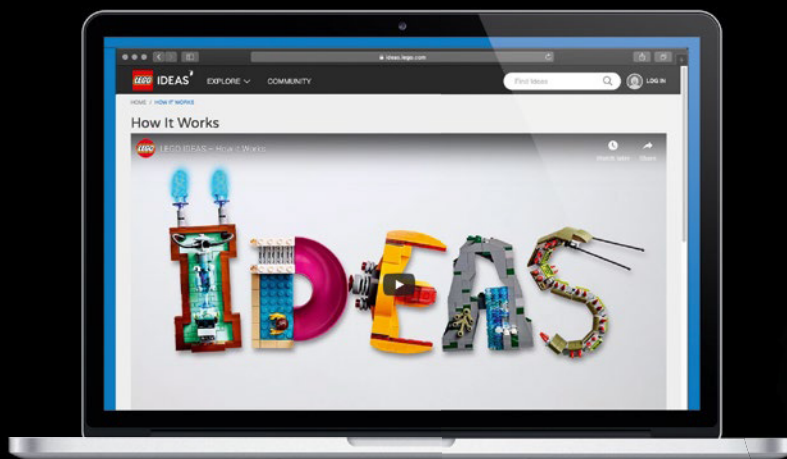 ideas.lego.com
LEGO IDEAS EXPLORE COMMUNITY Find Ideas LOG IN
HOME / HOW IT WORKS
How It Works
LEGO LEGO IDEAS – How it Works
Watch later Share
IDEAS